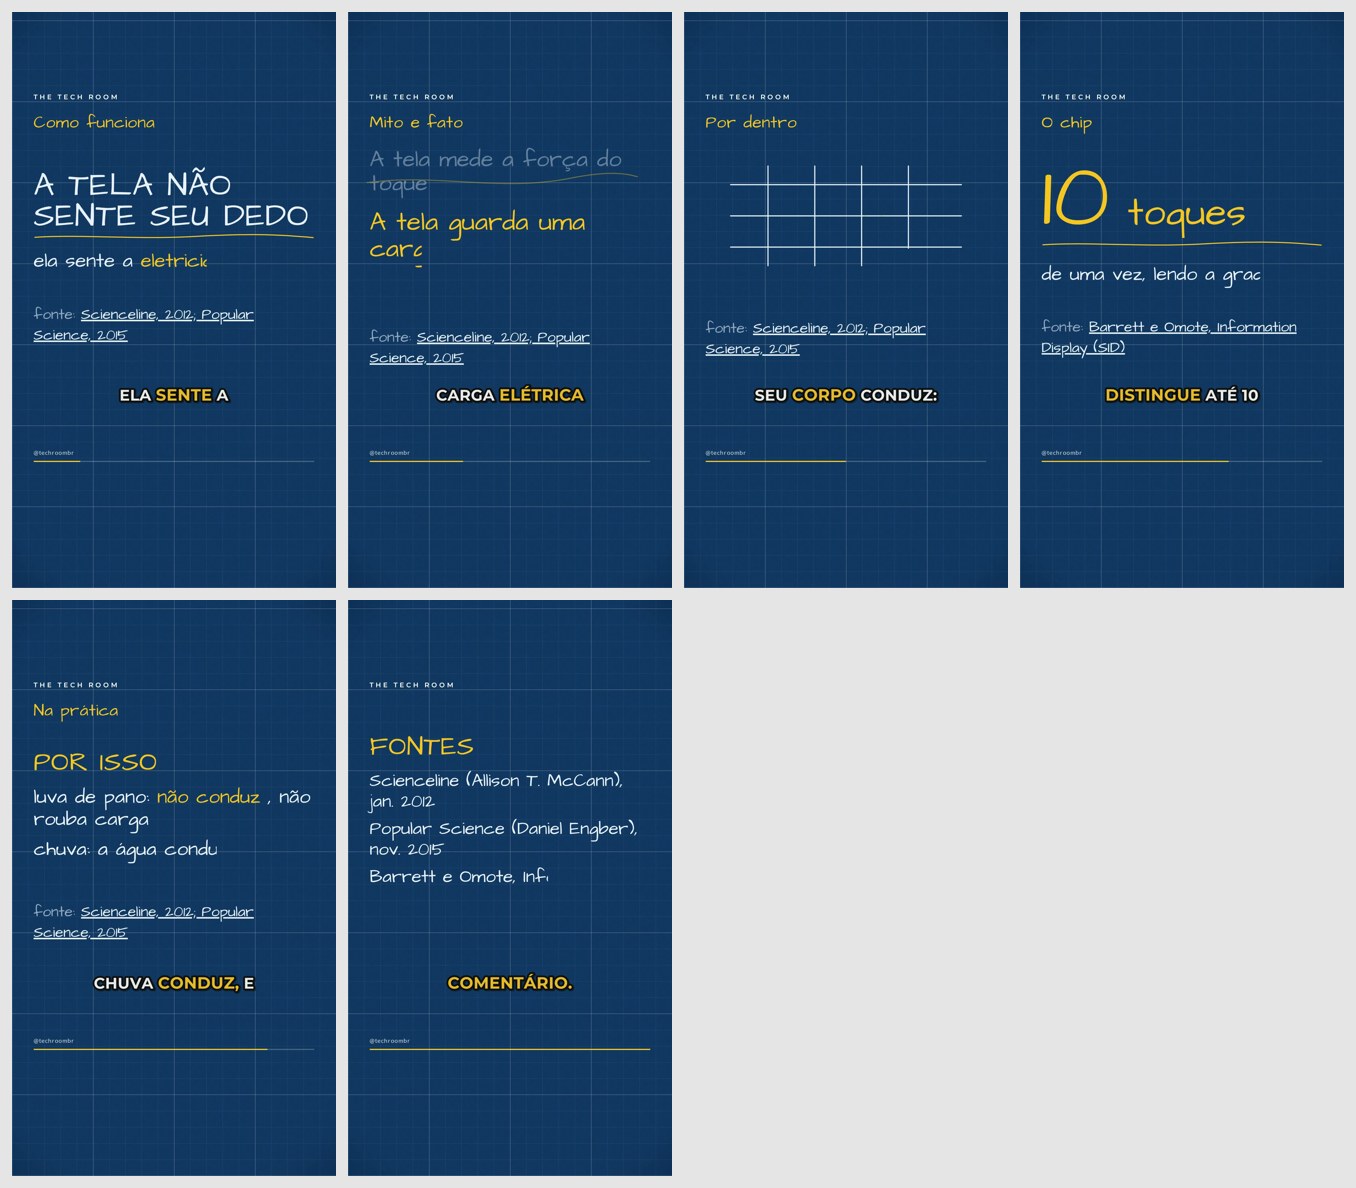 THE TECH ROOM
Como funciona
A TELA NÃO
SENTE SEU DEDO
ela sente a eletricid
fonte: Scienceline, 2012; Popular
Science, 2015
ELA SENTE A
@techroombr
THE TECH ROOM
Mito e fato
A tela mede a força do
toque
A tela guarda uma
carg
fonte: Scienceline, 2012; Popular
Science, 2015
CARGA ELÉTRICA
@techroombr
THE TECH ROOM
Por dentro
fonte: Scienceline, 2012; Popular
Science, 2015
SEU CORPO CONDUZ:
@techroombr
THE TECH ROOM
O chip
10 toques
de uma vez, lendo a grac
fonte: Barrett e Omote, Information
Display (SID)
DISTINGUE ATÉ 10
@techroombr
THE TECH ROOM
Na prática
POR ISSO
luva de pano: não conduz , não
rouba carga
chuva: a água condu
fonte: Scienceline, 2012; Popular
Science, 2015
CHUVA CONDUZ, E
@techroombr
THE TECH ROOM
FONTES
Scienceline (Allison T. McCann),
jan. 2012
Popular Science (Daniel Engber),
nov. 2015
Barrett e Omote, Inf
COMENTÁRIO.
@techroombr